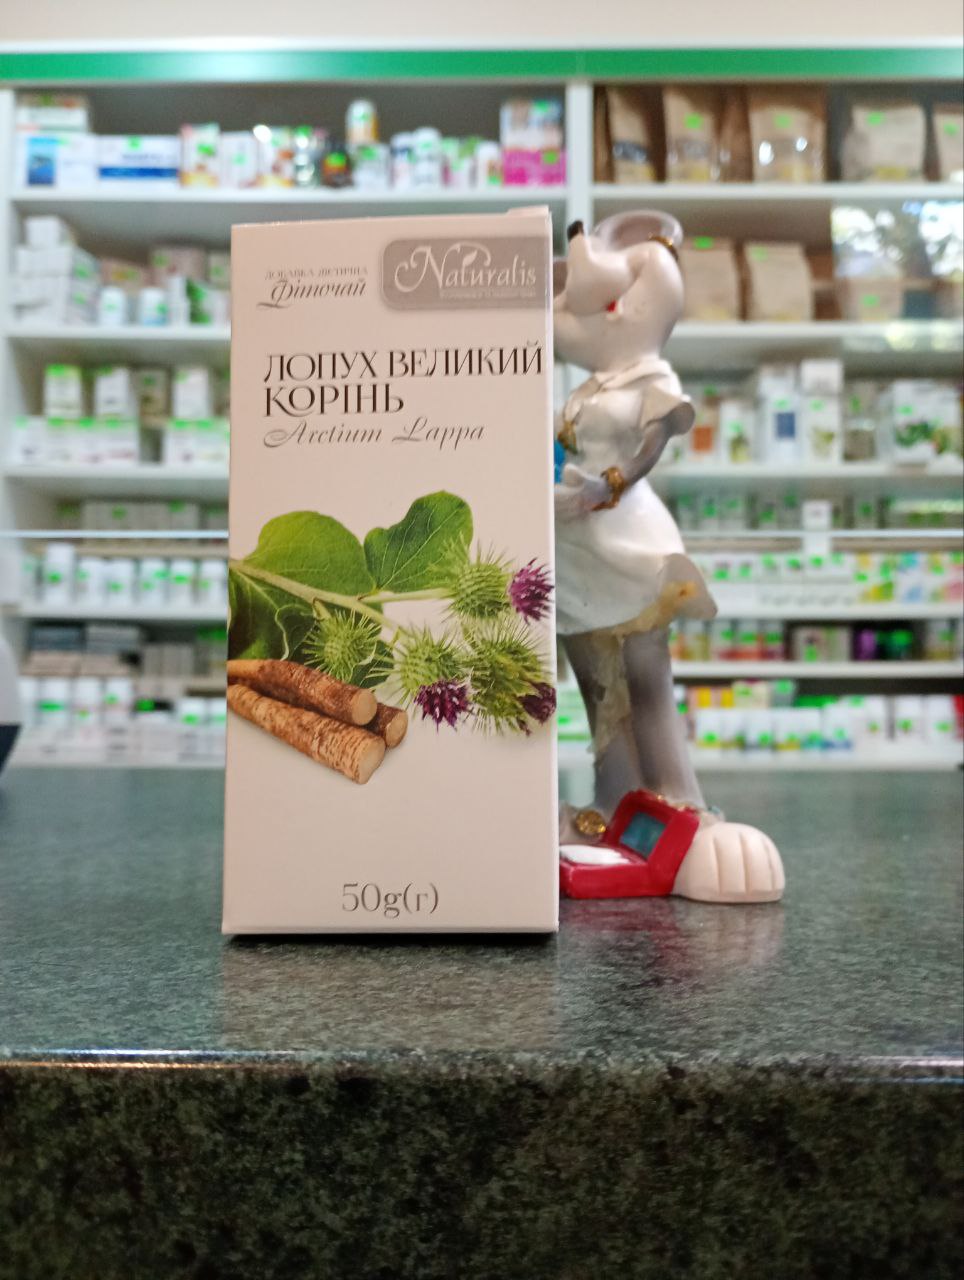 ДОБАВКА ДІЄТИЧНА
Фіточай
Naturalis
ЛОПУХ ВЕЛИКИЙ
КОРІНЬ
Arctium Lappa
50g(г)